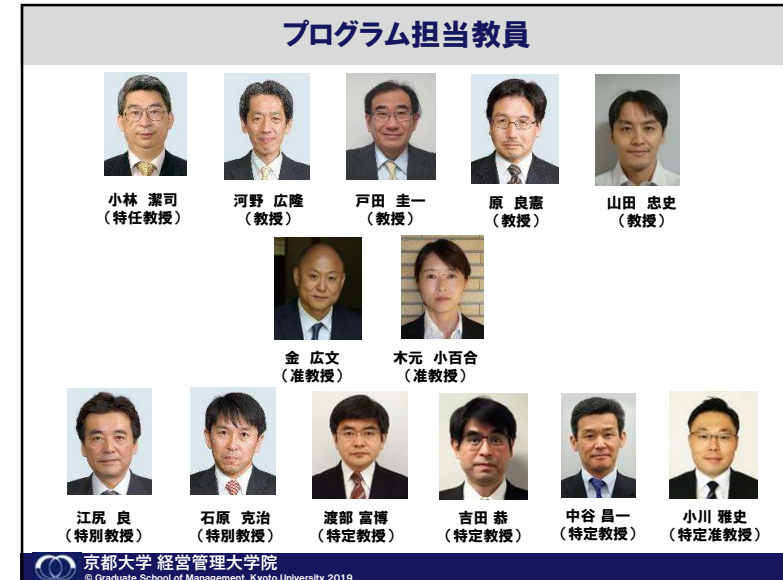 プログラム担当教員
小林 潔司
（特任教授）
河野 広隆
（教授）
戸田 圭一
（教授）
原 良憲
（教授）
山田 忠史
（教授）
金 広文
（准教授）
木元 小百合
（准教授）
江尻 良
（特別教授）
石原 克治
（特別教授）
渡部 富博
（特定教授）
吉田 恭
（特定教授）
中谷 昌一
（特定教授）
小川 雅史
（特定准教授）
京都大学 経営管理大学院
© Graduate School of Management, Kyoto University 2019